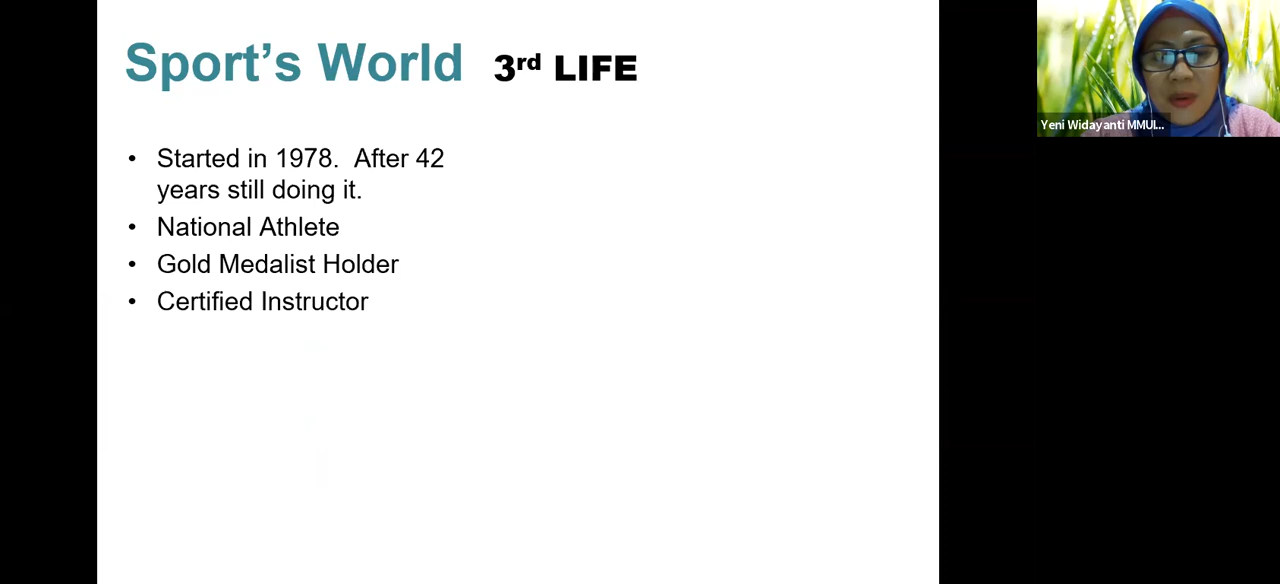 Sport’s World 3rd LIFE
Yeni Widayanti MMUI...
• Started in 1978.  After 42
years still doing it.
• National Athlete
• Gold Medalist Holder
• Certified Instructor